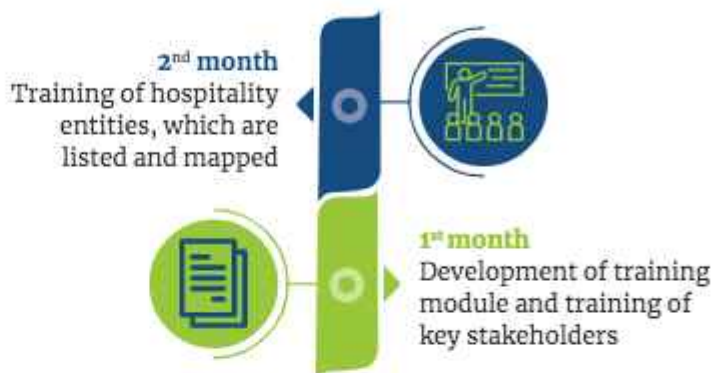 2nd month
Training of hospitality
entities, which are
listed and mapped
1st month
Development of training
module and training of
key stakeholders